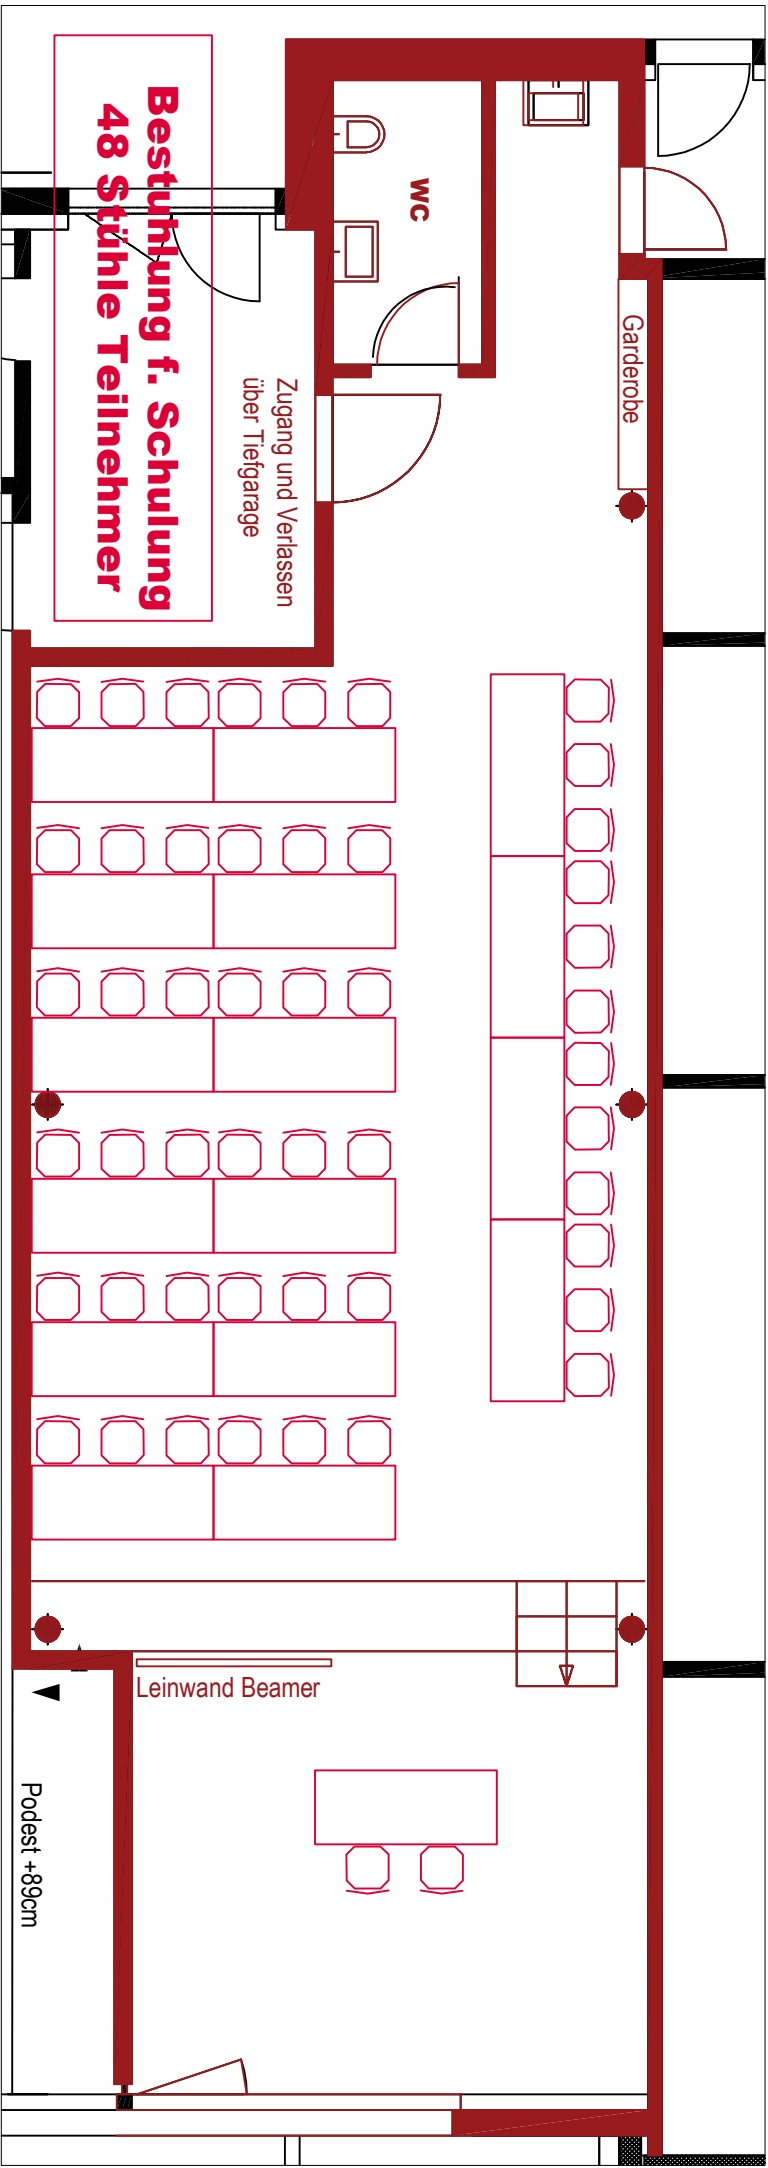 Bestuhlung f. Schulung
48 Stühle Teilnehmer
WC
Garderobe
Zugang und Verlassen
über Tiefgarage
Leinwand Beamer
Podest +89cm